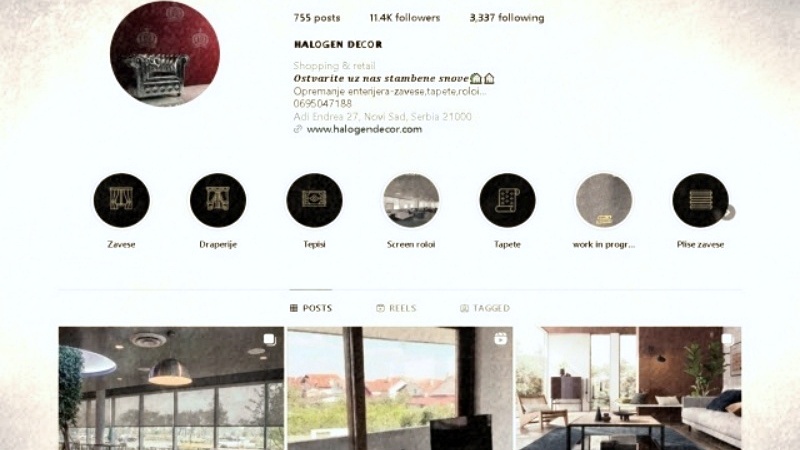 755 posts 11.4K followers 3,337 following
HALOGEN DECOR
Shopping & retail
Ostvarite uz nas stambene snove
Opremanje enterijera-zavese,tapete,roloi...
0695047188
Adi Endrea 27, Novi Sad, Serbia 21000
www.halogendecor.com
Zavese Draperije Tepisi Screen roloi Tapete work in progr... Plise zavese
POSTS REELS TAGGED